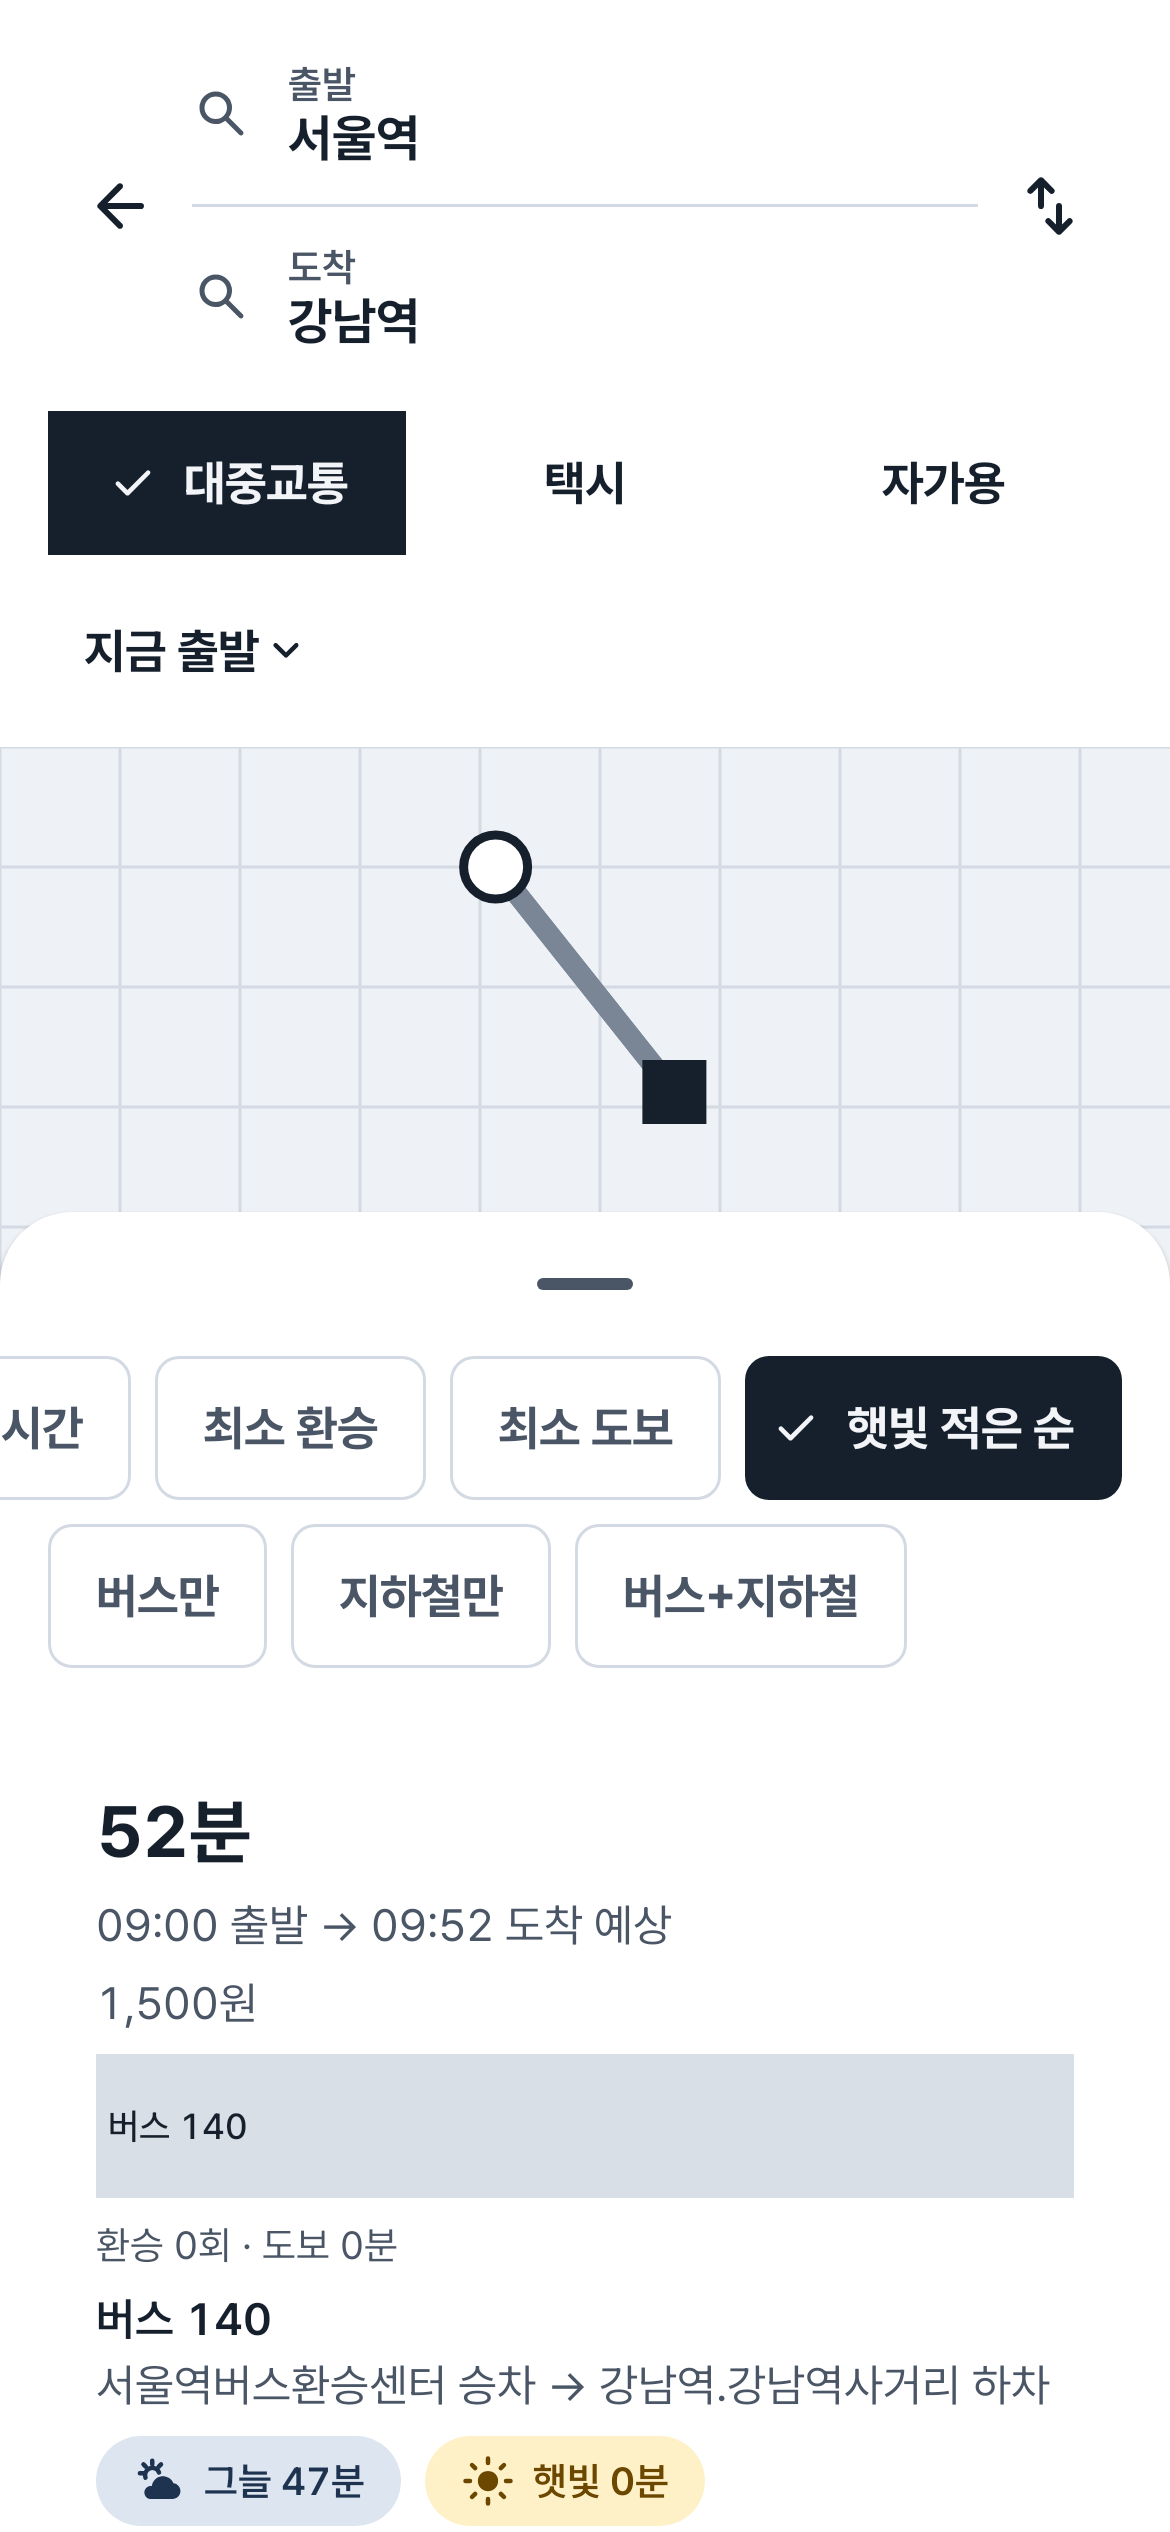 출발
서울역
도착
강남역
대중교통 택시 자가용
지금 출발
시간 최소 환승 최소 도보 햇빛 적은 순
버스만 지하철만 버스+지하철
52분
09:00 출발 → 09:52 도착 예상
1,500원
버스 140
환승 0회 · 도보 0분
버스 140
서울역버스환승센터 승차 → 강남역.강남역사거리 하차
그늘 47분 햇빛 0분